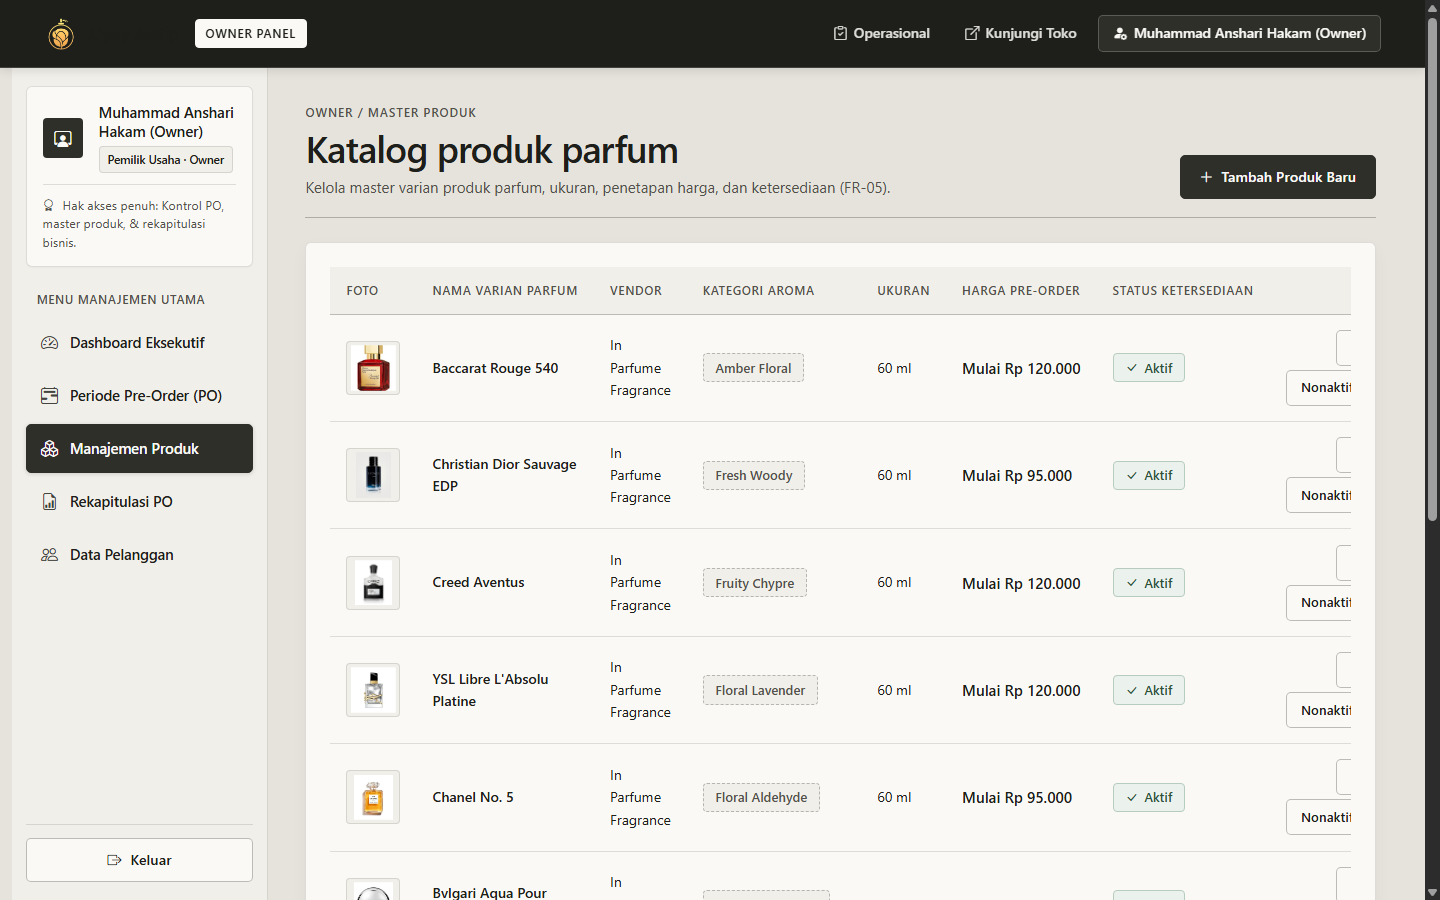 OWNER PANEL
Operasional
Kunjungi Toko
Muhammad Anshari Hakam (Owner)
Muhammad Anshari
Hakam (Owner)
Pemilik Usaha · Owner
Hak akses penuh: Kontrol PO,
master produk, & rekapitulasi
bisnis.
MENU MANAJEMEN UTAMA
Dashboard Eksekutif
Periode Pre-Order (PO)
Manajemen Produk
Rekapitulasi PO
Data Pelanggan
Keluar
OWNER / MASTER PRODUK
Katalog produk parfum
Kelola master varian produk parfum, ukuran, penetapan harga, dan ketersediaan (FR-05).
Tambah Produk Baru
FOTO NAMA VARIAN PARFUM VENDOR KATEGORI AROMA UKURAN HARGA PRE-ORDER STATUS KETERSEDIAAN
Baccarat Rouge 540
In
Parfume
Fragrance
Amber Floral
60 ml
Mulai Rp 120.000
Aktif
Nonaktif
Christian Dior Sauvage
EDP
In
Parfume
Fragrance
Fresh Woody
60 ml
Mulai Rp 95.000
Aktif
Nonaktif
Creed Aventus
In
Parfume
Fragrance
Fruity Chypre
60 ml
Mulai Rp 120.000
Aktif
Nonaktif
YSL Libre L'Absolu
Platine
In
Parfume
Fragrance
Floral Lavender
60 ml
Mulai Rp 120.000
Aktif
Nonaktif
Chanel No. 5
In
Parfume
Fragrance
Floral Aldehyde
60 ml
Mulai Rp 95.000
Aktif
Nonaktif
Bvlgari Aqua Pour
In